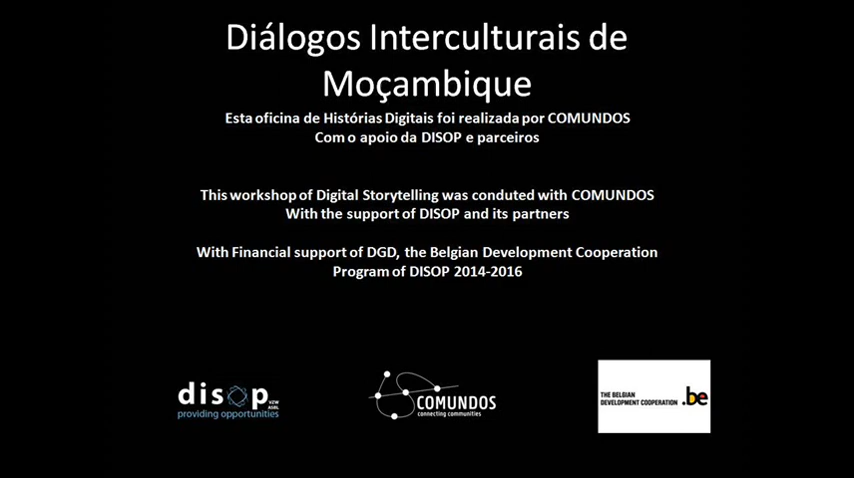 Diálogos Interculturais de
Moçambique
Esta oficina de Histórias Digitais foi realizada por COMUNDOS
Com o apoio da DISOP e parceiros
This workshop of Digital Storytelling was conduted with COMUNDOS
With the support of DISOP and its partners
With Financial support of DGD, the Belgian Development Cooperation
Program of DISOP 2014-2016
disop
VZW
ASBL
providing opportunities
COMUNDOS
connecting communities
THE BELGIAN
DEVELOPMENT COOPERATION .be